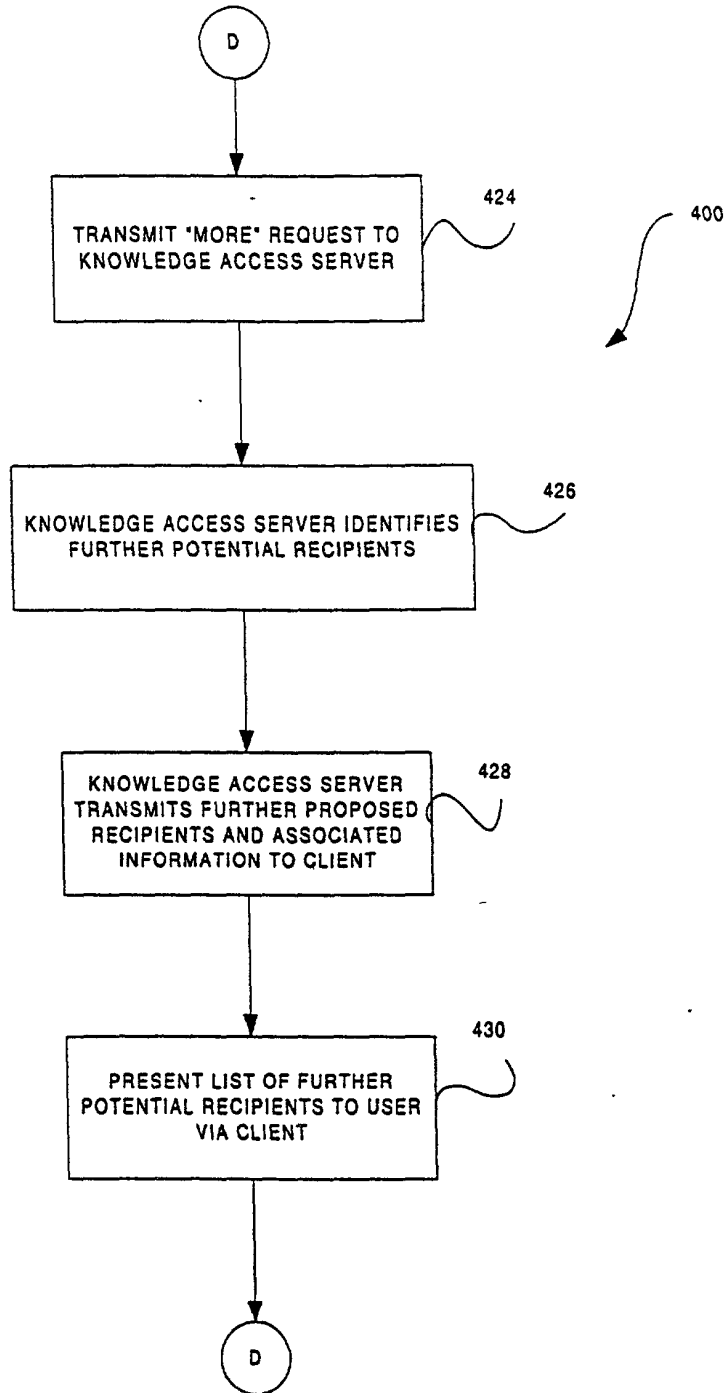 D
424
400
TRANSMIT "MORE" REQUEST TO
KNOWLEDGE ACCESS SERVER
426
KNOWLEDGE ACCESS SERVER IDENTIFIES
FURTHER POTENTIAL RECIPIENTS
428
KNOWLEDGE ACCESS SERVER
TRANSMITS FURTHER PROPOSED
RECIPIENTS AND ASSOCIATED
INFORMATION TO CLIENT
430
PRESENT LIST OF FURTHER
POTENTIAL RECIPIENTS TO USER
VIA CLIENT
D